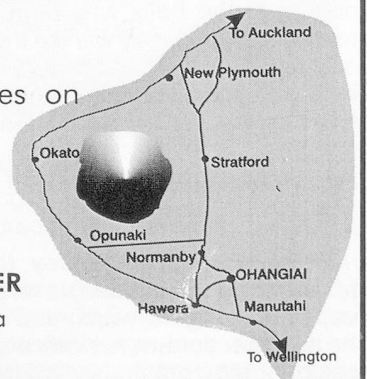 To Auckland
New Plymouth
es on
Okato
Stratford
Opunaki
Normanby
OHANGIAI
ER
Hawera
Manutahi
a
To Wellington